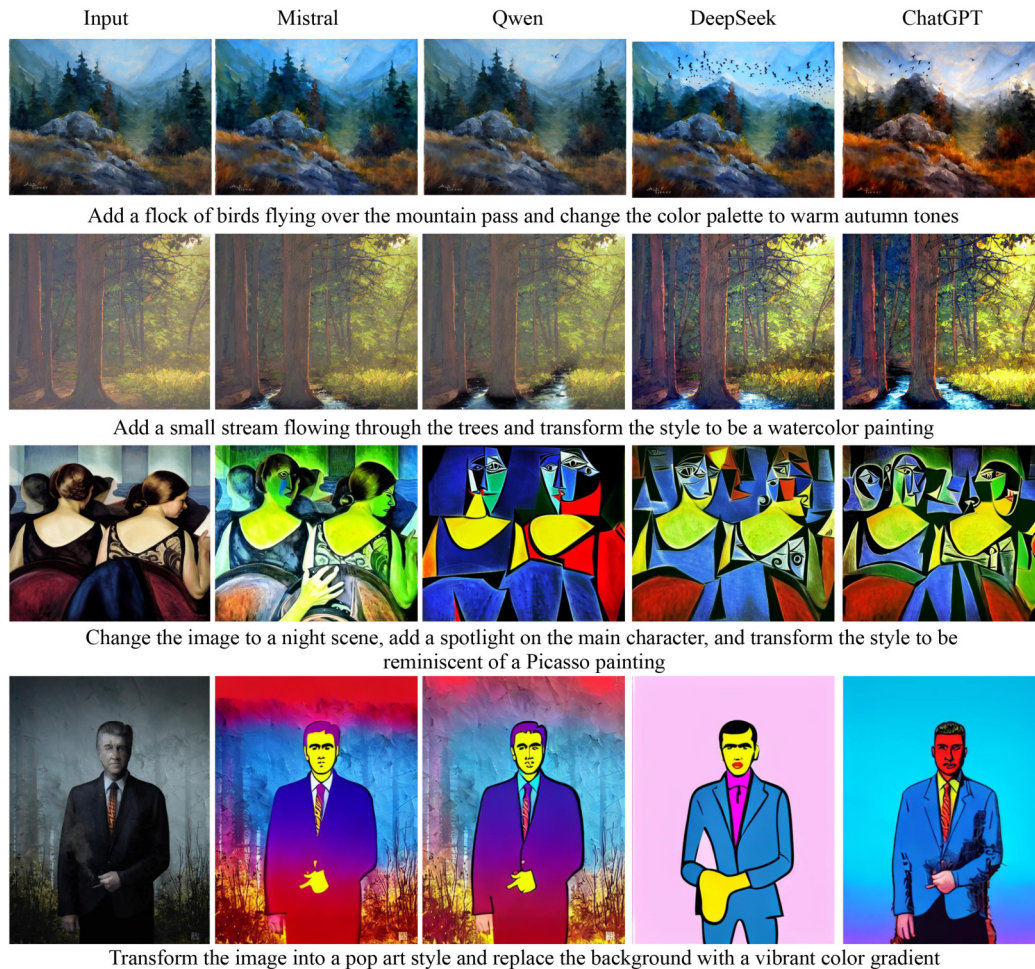 Input Mistral Qwen DeepSeek ChatGPT
Add a flock of birds flying over the mountain pass and change the color palette to warm autumn tones
Add a small stream flowing through the trees and transform the style to be a watercolor painting
Change the image to a night scene, add a spotlight on the main character, and transform the style to be
reminiscent of a Picasso painting
Transform the image into a pop art style and replace the background with a vibrant color gradient